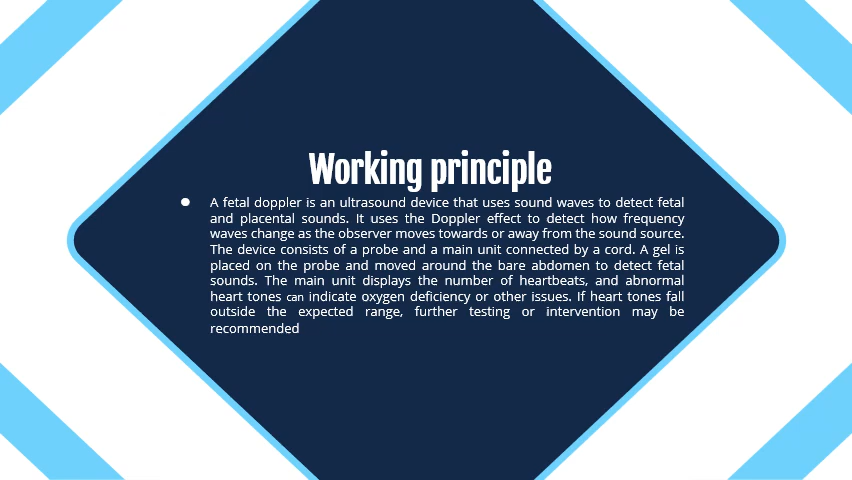 Working principle
● A fetal doppler is an ultrasound device that uses sound waves to detect fetal
and placental sounds. It uses the Doppler effect to detect how frequency
waves change as the observer moves towards or away from the sound source.
The device consists of a probe and a main unit connected by a cord. A gel is
placed on the probe and moved around the bare abdomen to detect fetal
sounds. The main unit displays the number of heartbeats, and abnormal
heart tones can indicate oxygen deficiency or other issues. If heart tones fall
outside the expected range, further testing or intervention may be
recommended